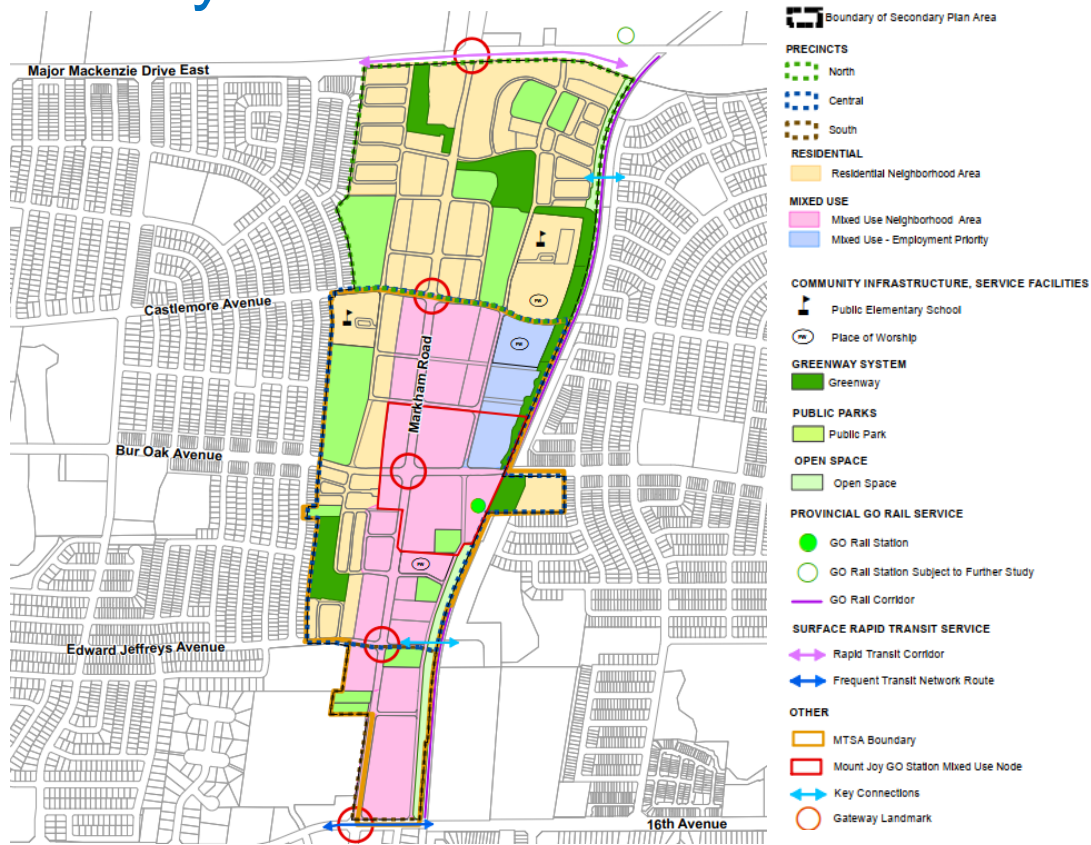 Major Mackenzie Drive East
Castlemore Avenue
Markham Road
Bur Oak Avenue
Edward Jeffreys Avenue
16th Avenue
PW
PW
PW
Boundary of Secondary Plan Area
PRECINCTS
North
Central
South
RESIDENTIAL
Residential Neighborhood Area
MIXED USE
Mixed Use Neighborhood Area
Mixed Use - Employment Priority
COMMUNITY INFRASTRUCTURE, SERVICE FACILITIES
Public Elementary School
PW
Place of Worship
GREENWAY SYSTEM
Greenway
PUBLIC PARKS
Public Park
OPEN SPACE
Open Space
PROVINCIAL GO RAIL SERVICE
GO Rail Station
GO Rail Station Subject to Further Study
GO Rail Corridor
SURFACE RAPID TRANSIT SERVICE
Rapid Transit Corridor
Frequent Transit Network Route
OTHER
MTSA Boundary
Mount Joy GO Station Mixed Use Node
Key Connections
Gateway Landmark